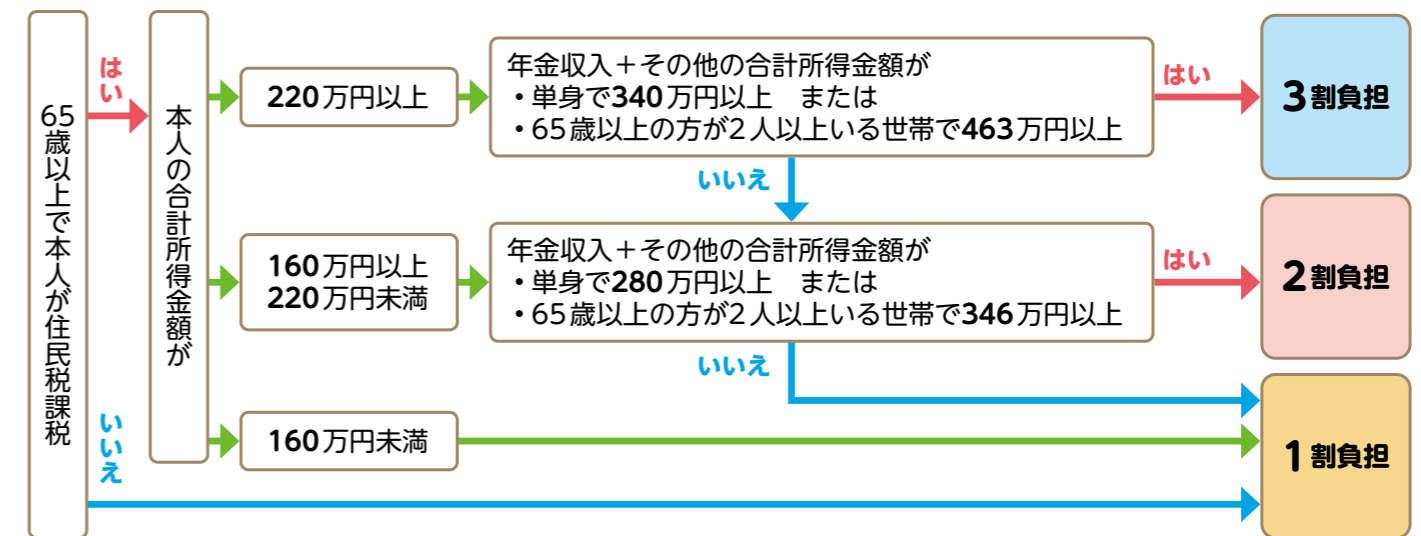 65歳以上で本人が住民税課税
はい
いいえ
本人の合計所得金額が
220万円以上
年金収入+その他の合計所得金額が
・単身で340万円以上　または
・65歳以上の方が2人以上いる世帯で463万円以上
はい
3割負担
いいえ
160万円以上
220万円未満
年金収入+その他の合計所得金額が
・単身で280万円以上　または
・65歳以上の方が2人以上いる世帯で346万円以上
はい
2割負担
いいえ
160万円未満
1割負担